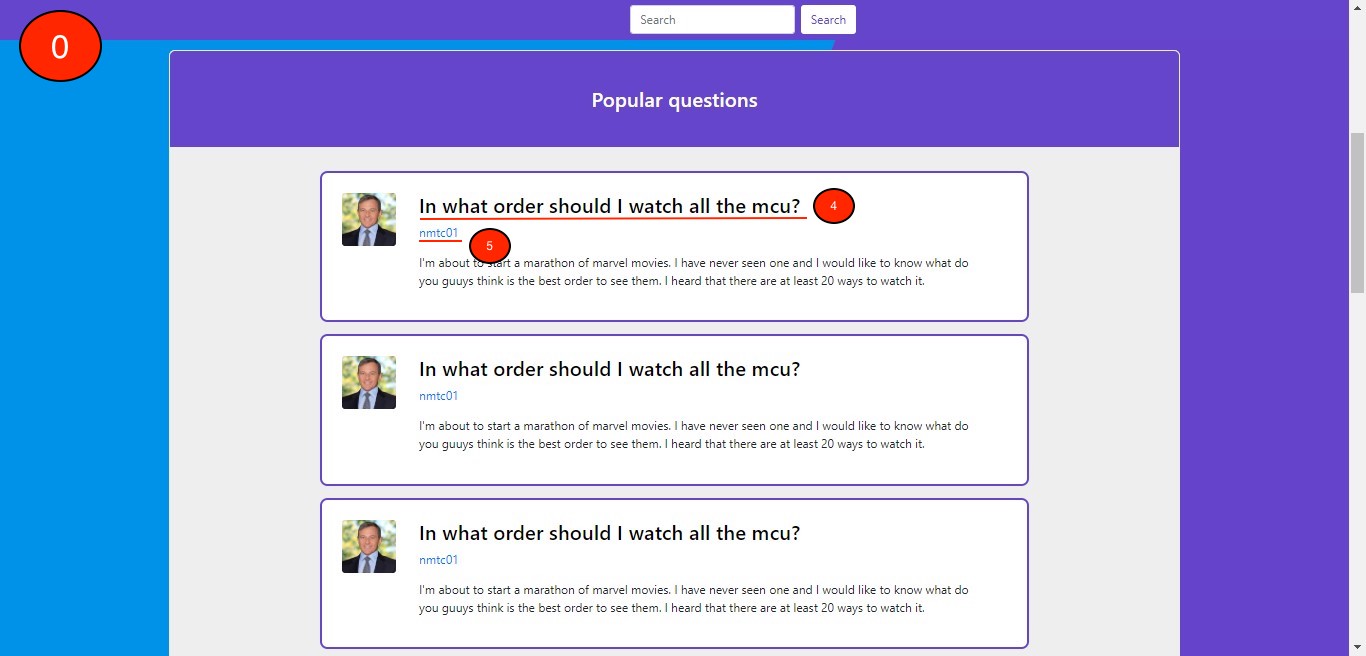 Search Search
0
Popular questions
In what order should I watch all the mcu? 4
nmtc01
5
I'm about to start a marathon of marvel movies. I have never seen one and I would like to know what do
you guuys think is the best order to see them. I heard that there are at least 20 ways to watch it.
In what order should I watch all the mcu?
nmtc01
I'm about to start a marathon of marvel movies. I have never seen one and I would like to know what do
you guuys think is the best order to see them. I heard that there are at least 20 ways to watch it.
In what order should I watch all the mcu?
nmtc01
I'm about to start a marathon of marvel movies. I have never seen one and I would like to know what do
you guuys think is the best order to see them. I heard that there are at least 20 ways to watch it.